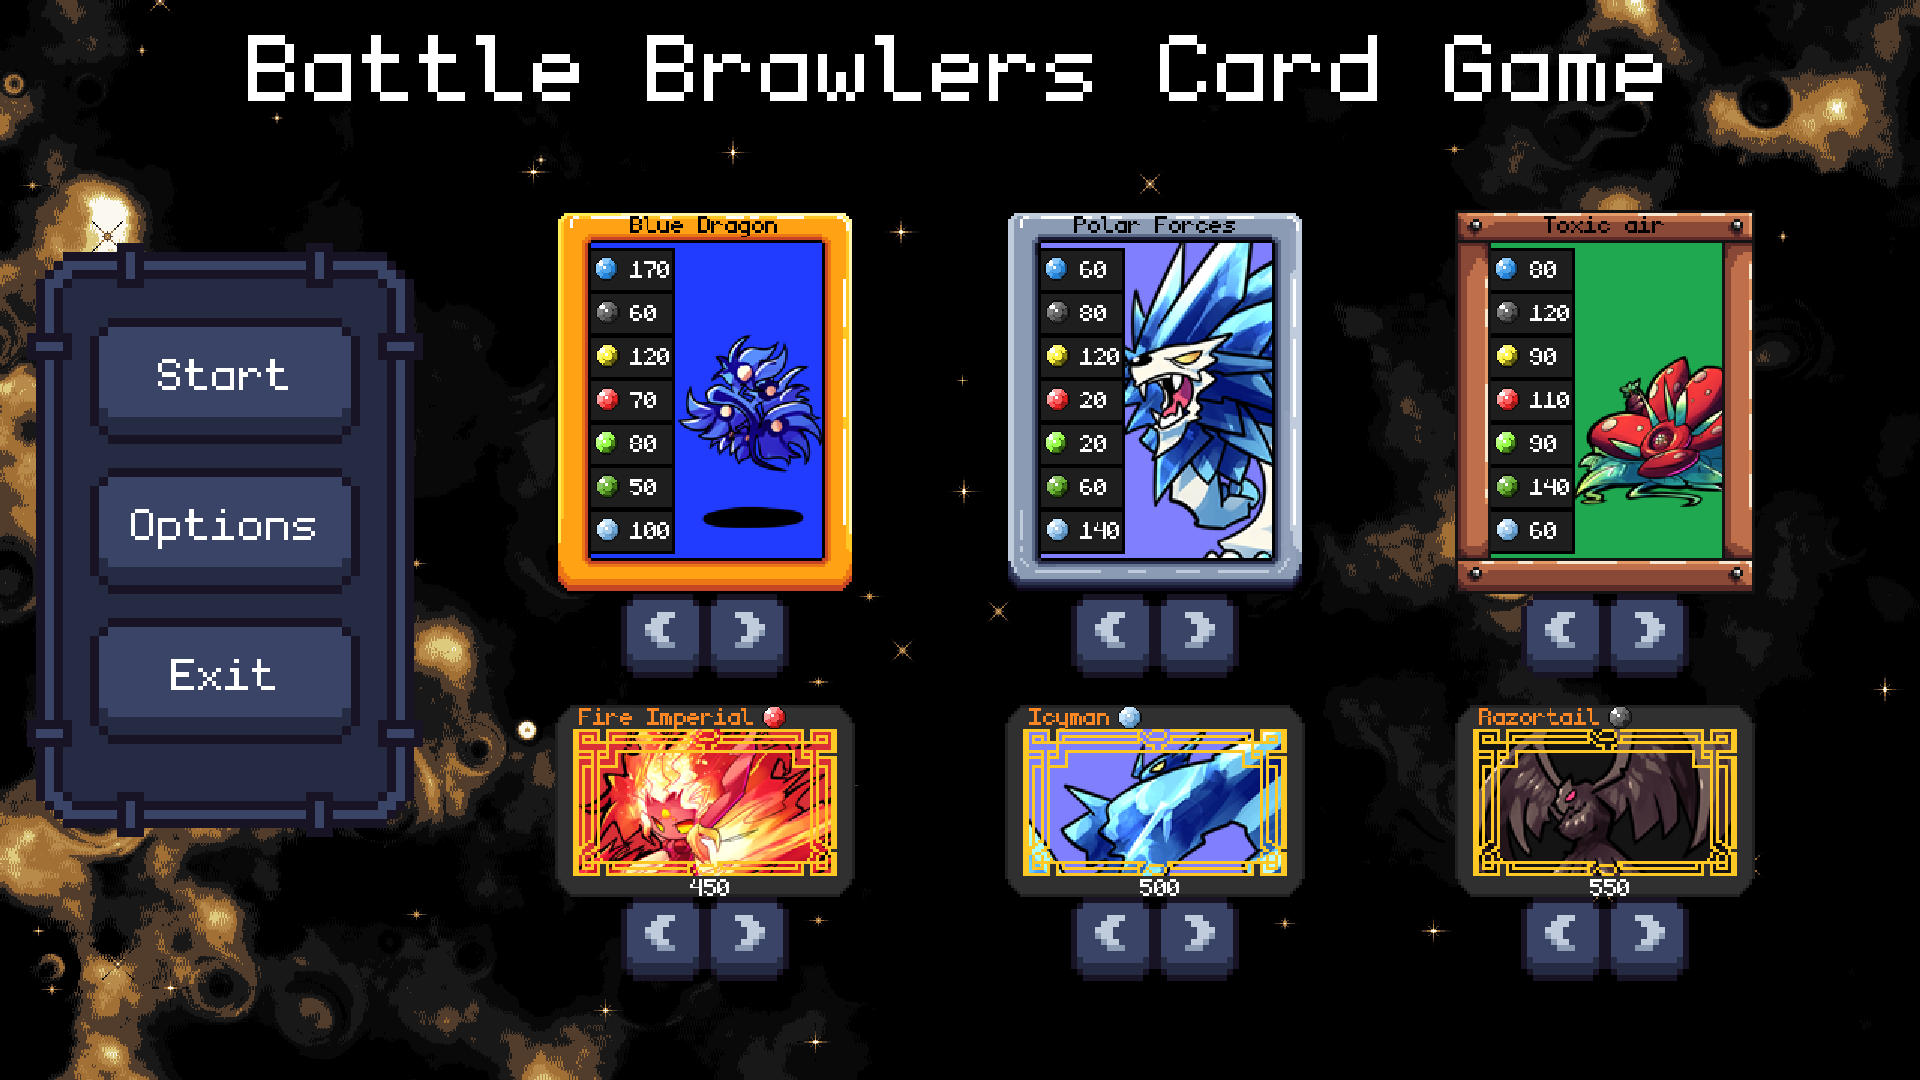 Battle Brawlers Card Game
Start
Options
Exit
Blue Dragon
170
60
120
70
80
50
100
Polar Forces
60
80
120
20
20
60
140
Toxic air
80
120
90
110
90
140
60
Fire Imperial
450
Icyman
500
Razortail
550